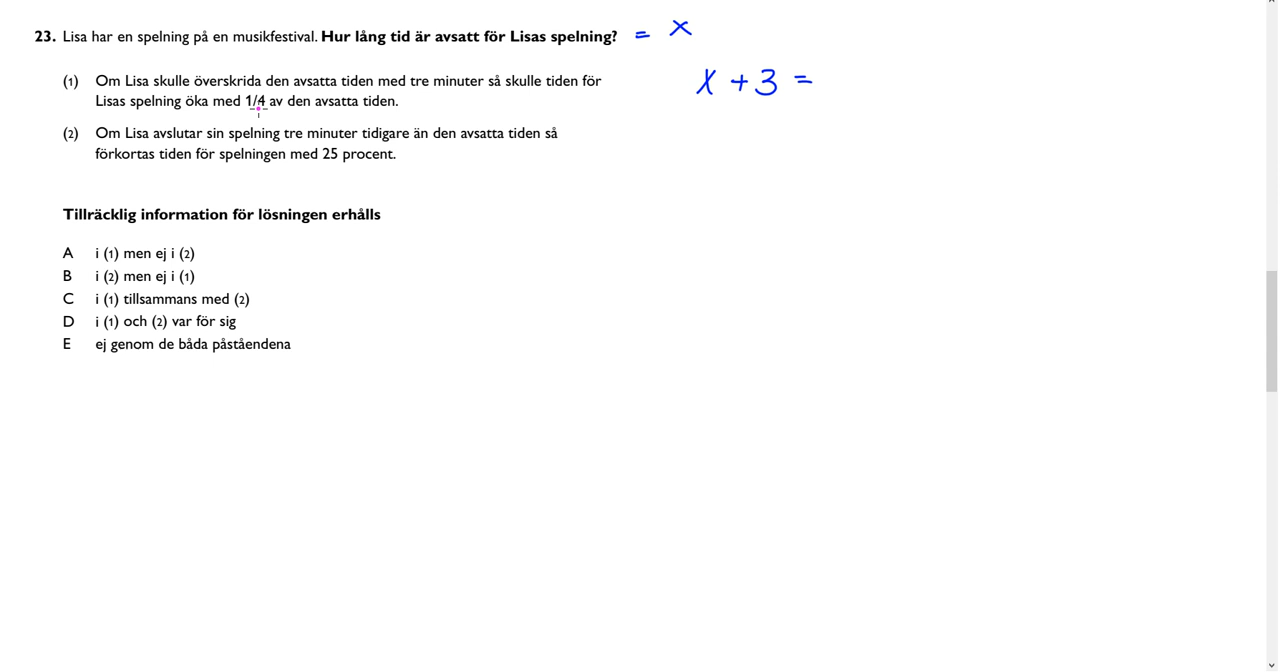 23. Lisa har en spelning på en musikfestival. Hur lång tid är avsatt för Lisas spelning? = x
(1) Om Lisa skulle överskrida den avsatta tiden med tre minuter så skulle tiden för
Lisas spelning öka med 1/4 av den avsatta tiden.
x + 3 =
(2) Om Lisa avslutar sin spelning tre minuter tidigare än den avsatta tiden så
förkortas tiden för spelningen med 25 procent.
Tillräcklig information för lösningen erhålls
A i (1) men ej i (2)
B i (2) men ej i (1)
C i (1) tillsammans med (2)
D i (1) och (2) var för sig
E ej genom de båda påståendena